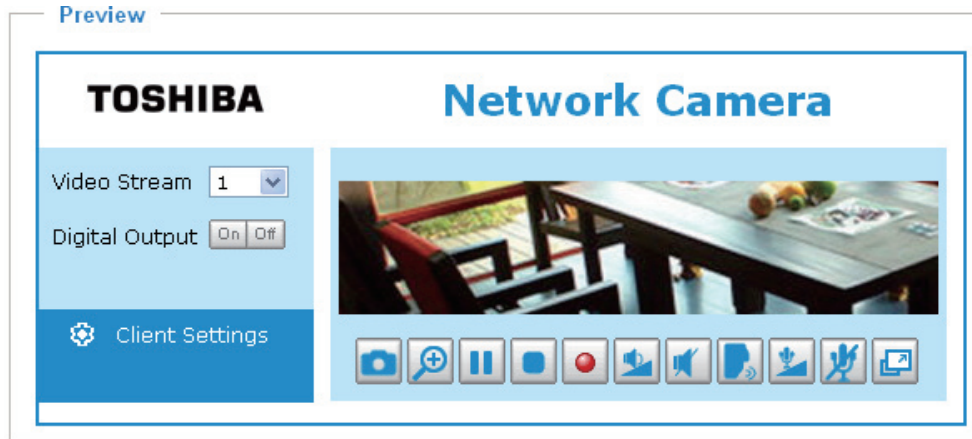 Preview
TOSHIBA
Network Camera
Video Stream 1
Digital Output On Off
Client Settings